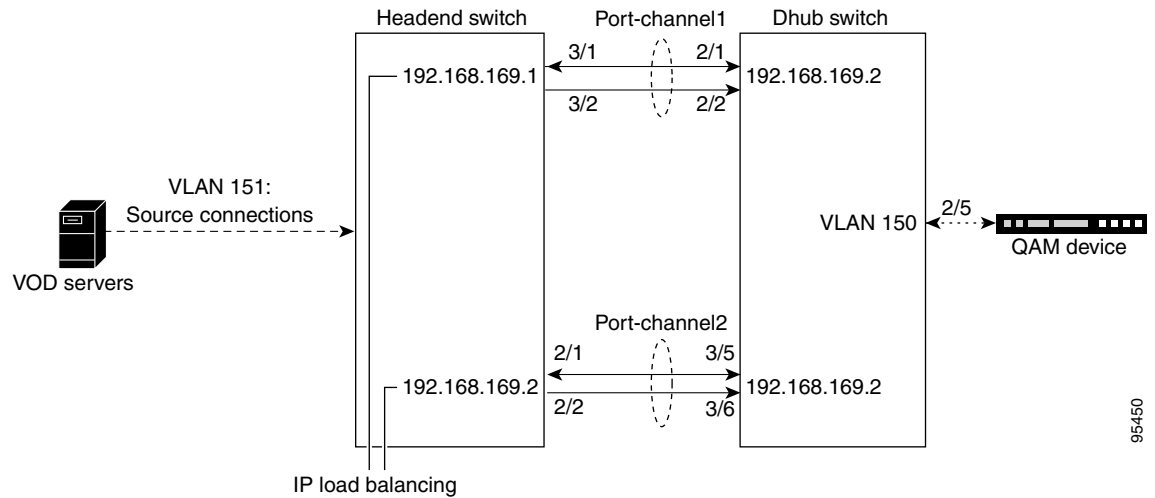 Headend switch
Port-channel1
Dhub switch
3/1
2/1
192.168.169.1
192.168.169.2
3/2
2/2
VLAN 151:
Source connections
VOD servers
VLAN 150
2/5
QAM device
Port-channel2
2/1
3/5
192.168.169.2
192.168.169.2
2/2
3/6
IP load balancing
95450